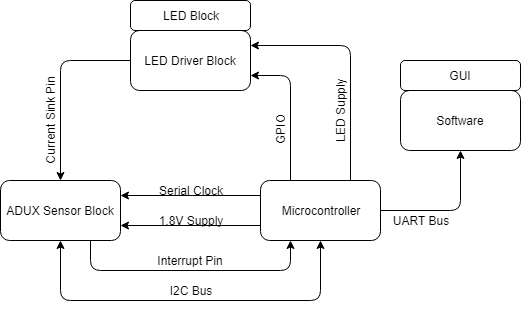 LED Block
LED Driver Block
GUI
Software
Current Sink Pin
GPIO
LED Supply
ADUX Sensor Block
Serial Clock
1.8V Supply
Microcontroller
UART Bus
Interrupt Pin
I2C Bus